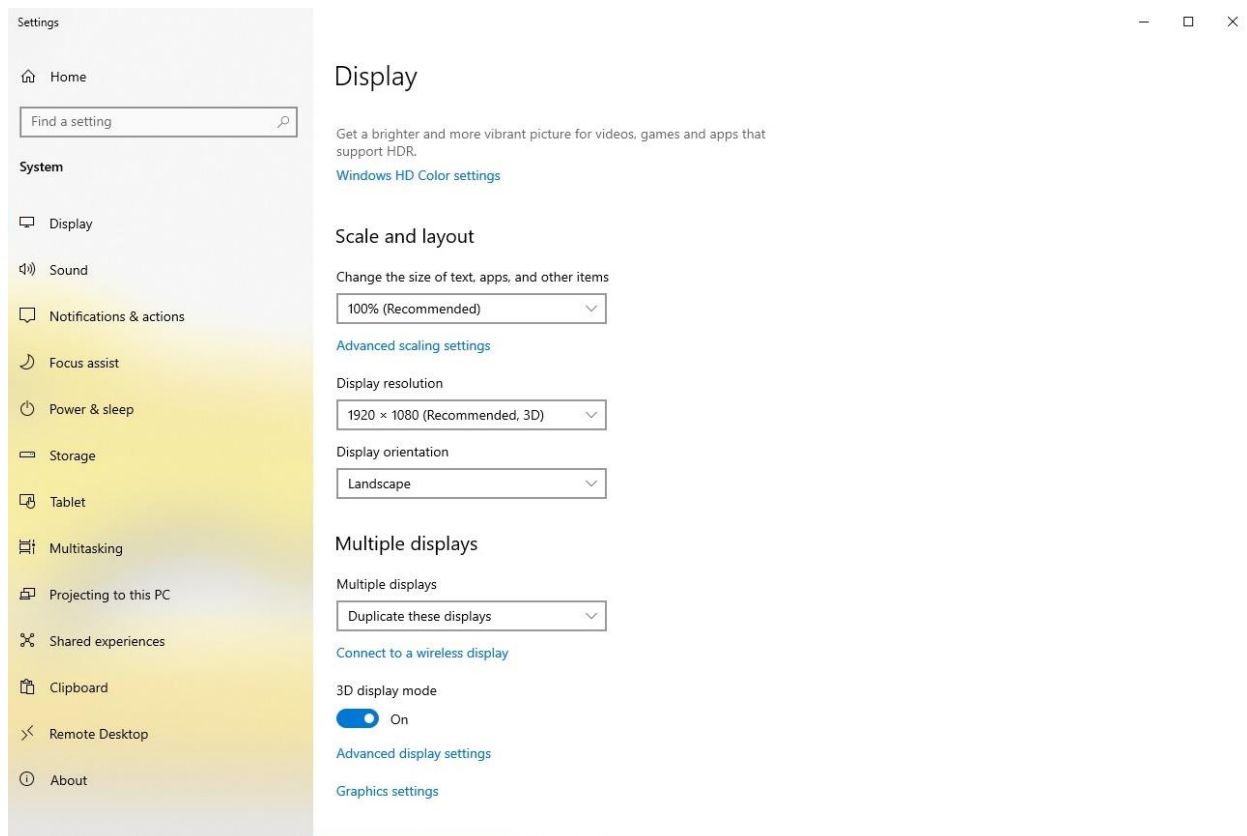 Settings
Home
Find a setting
System
Display
Sound
Notifications & actions
Focus assist
Power & sleep
Storage
Tablet
Multitasking
Projecting to this PC
Shared experiences
Clipboard
Remote Desktop
About
Display
Get a brighter and more vibrant picture for videos, games and apps that
support HDR.
Windows HD Color settings
Scale and layout
Change the size of text, apps, and other items
100% (Recommended)
Advanced scaling settings
Display resolution
1920 × 1080 (Recommended, 3D)
Display orientation
Landscape
Multiple displays
Multiple displays
Duplicate these displays
Connect to a wireless display
3D display mode
On
Advanced display settings
Graphics settings